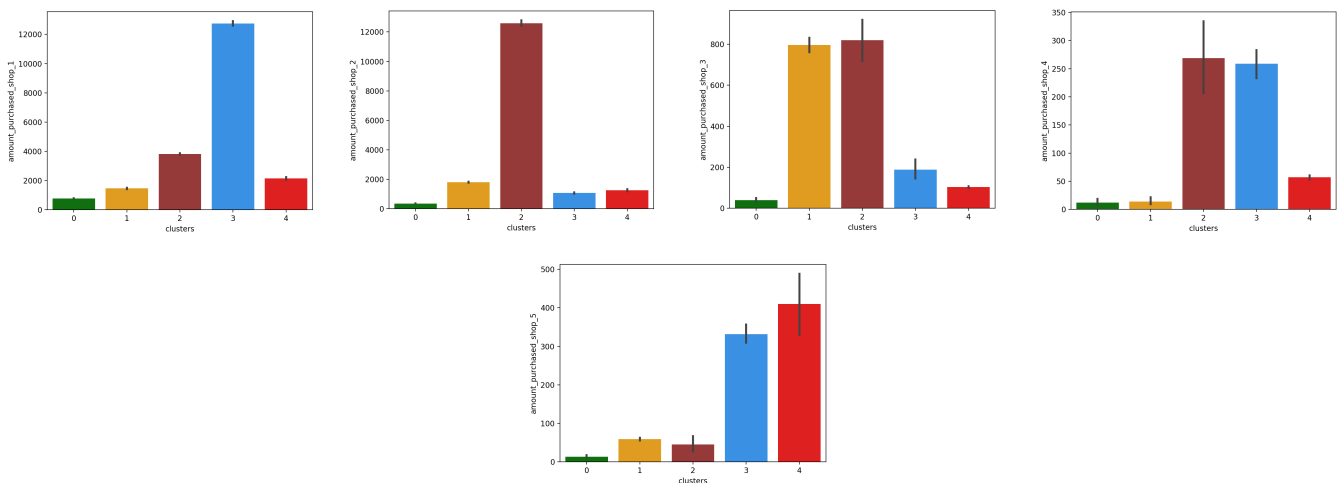 amount_purchased_shop_1
12000
10000
8000
6000
4000
2000
0
0 1 2 3 4
clusters
amount_purchased_shop_2
12000
10000
8000
6000
4000
2000
0
0 1 2 3 4
clusters
amount_purchased_shop_3
800
600
400
200
0
0 1 2 3 4
clusters
amount_purchased_shop_4
350
300
250
200
150
100
50
0
0 1 2 3 4
clusters
amount_purchased_shop_5
500
400
300
200
100
0
0 1 2 3 4
clusters